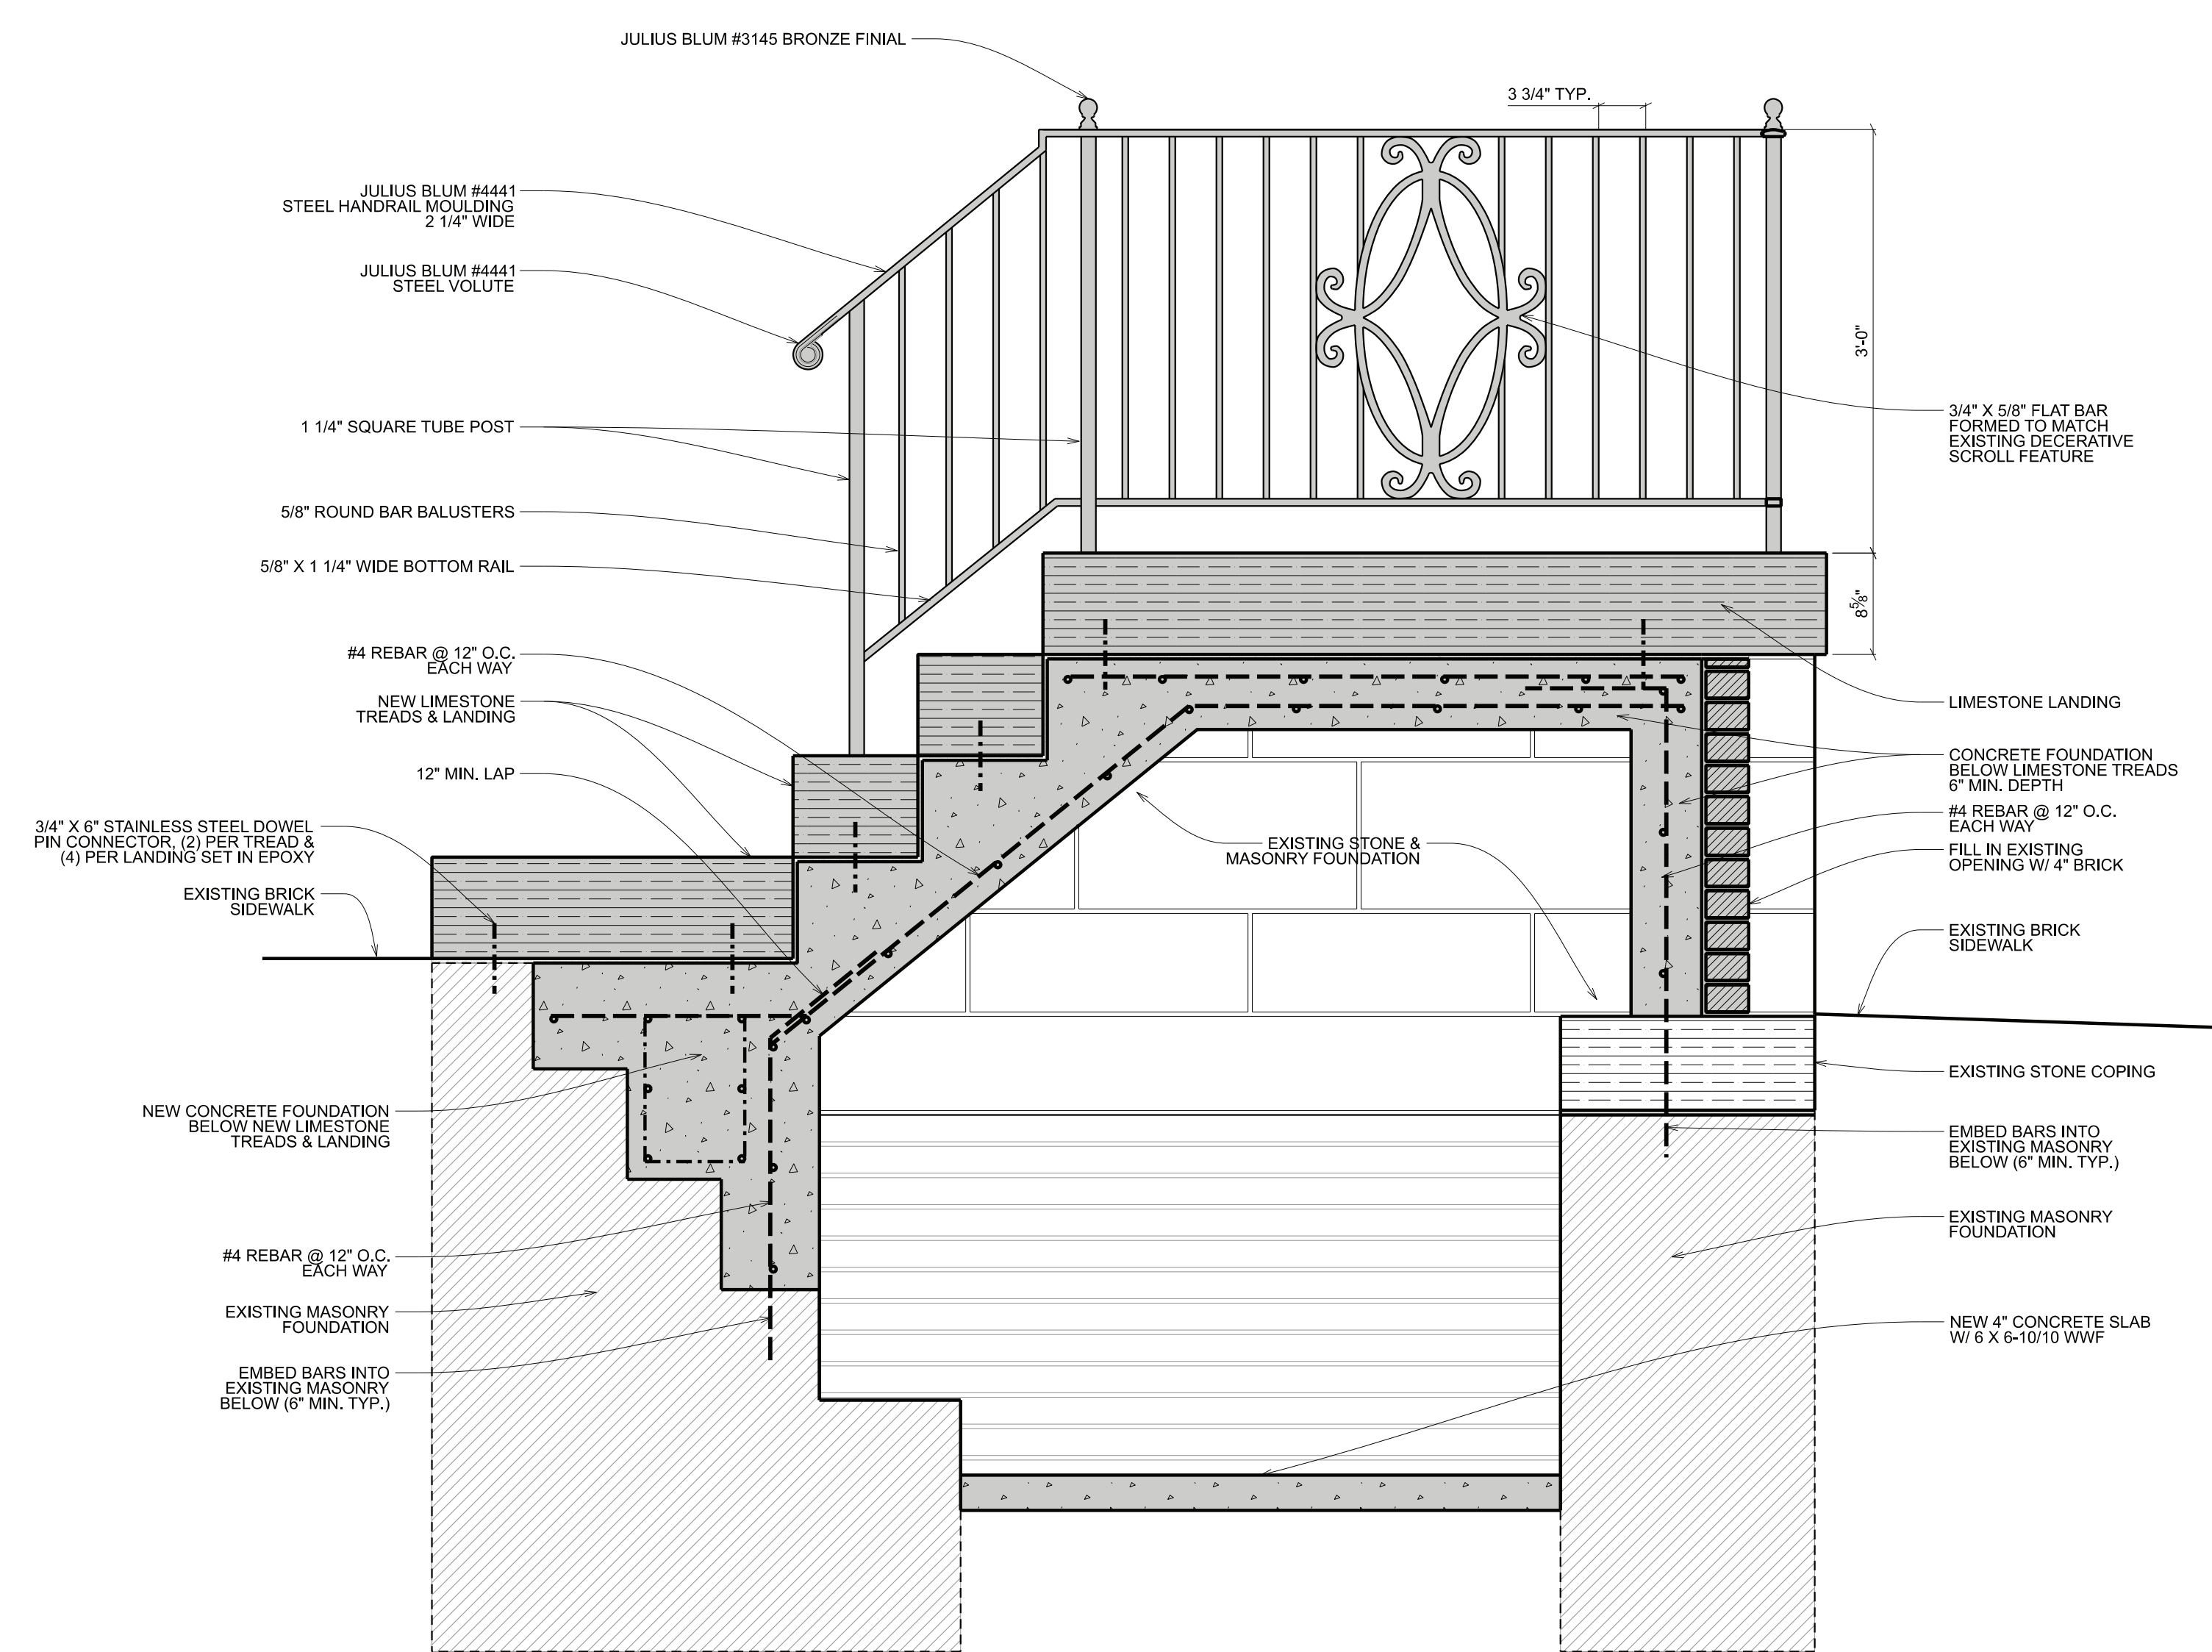 JULIUS BLUM #3145 BRONZE FINIAL
3 3/4" TYP.
JULIUS BLUM #4441
STEEL HANDRAIL MOULDING
2 1/4" WIDE
JULIUS BLUM #4441
STEEL VOLUTE
1 1/4" SQUARE TUBE POST
5/8" ROUND BAR BALUSTERS
5/8" X 1 1/4" WIDE BOTTOM RAIL
#4 REBAR @ 12" O.C.
EACH WAY
NEW LIMESTONE
TREADS & LANDING
12" MIN. LAP
3/4" X 6" STAINLESS STEEL DOWEL
PIN CONNECTOR, (2) PER TREAD &
(4) PER LANDING SET IN EPOXY
EXISTING BRICK
SIDEWALK
NEW CONCRETE FOUNDATION
BELOW NEW LIMESTONE
TREADS & LANDING
#4 REBAR @ 12" O.C.
EACH WAY
EXISTING MASONRY
FOUNDATION
EMBED BARS INTO
EXISTING MASONRY
BELOW (6" MIN. TYP.)
EXISTING STONE &
MASONRY FOUNDATION
3'-0"
8⅝"
3/4" X 5/8" FLAT BAR
FORMED TO MATCH
EXISTING DECERATIVE
SCROLL FEATURE
LIMESTONE LANDING
CONCRETE FOUNDATION
BELOW LIMESTONE TREADS
6" MIN. DEPTH
#4 REBAR @ 12" O.C.
EACH WAY
FILL IN EXISTING
OPENING W/ 4" BRICK
EXISTING BRICK
SIDEWALK
EXISTING STONE COPING
EMBED BARS INTO
EXISTING MASONRY
BELOW (6" MIN. TYP.)
EXISTING MASONRY
FOUNDATION
NEW 4" CONCRETE SLAB
W/ 6 X 6-10/10 WWF